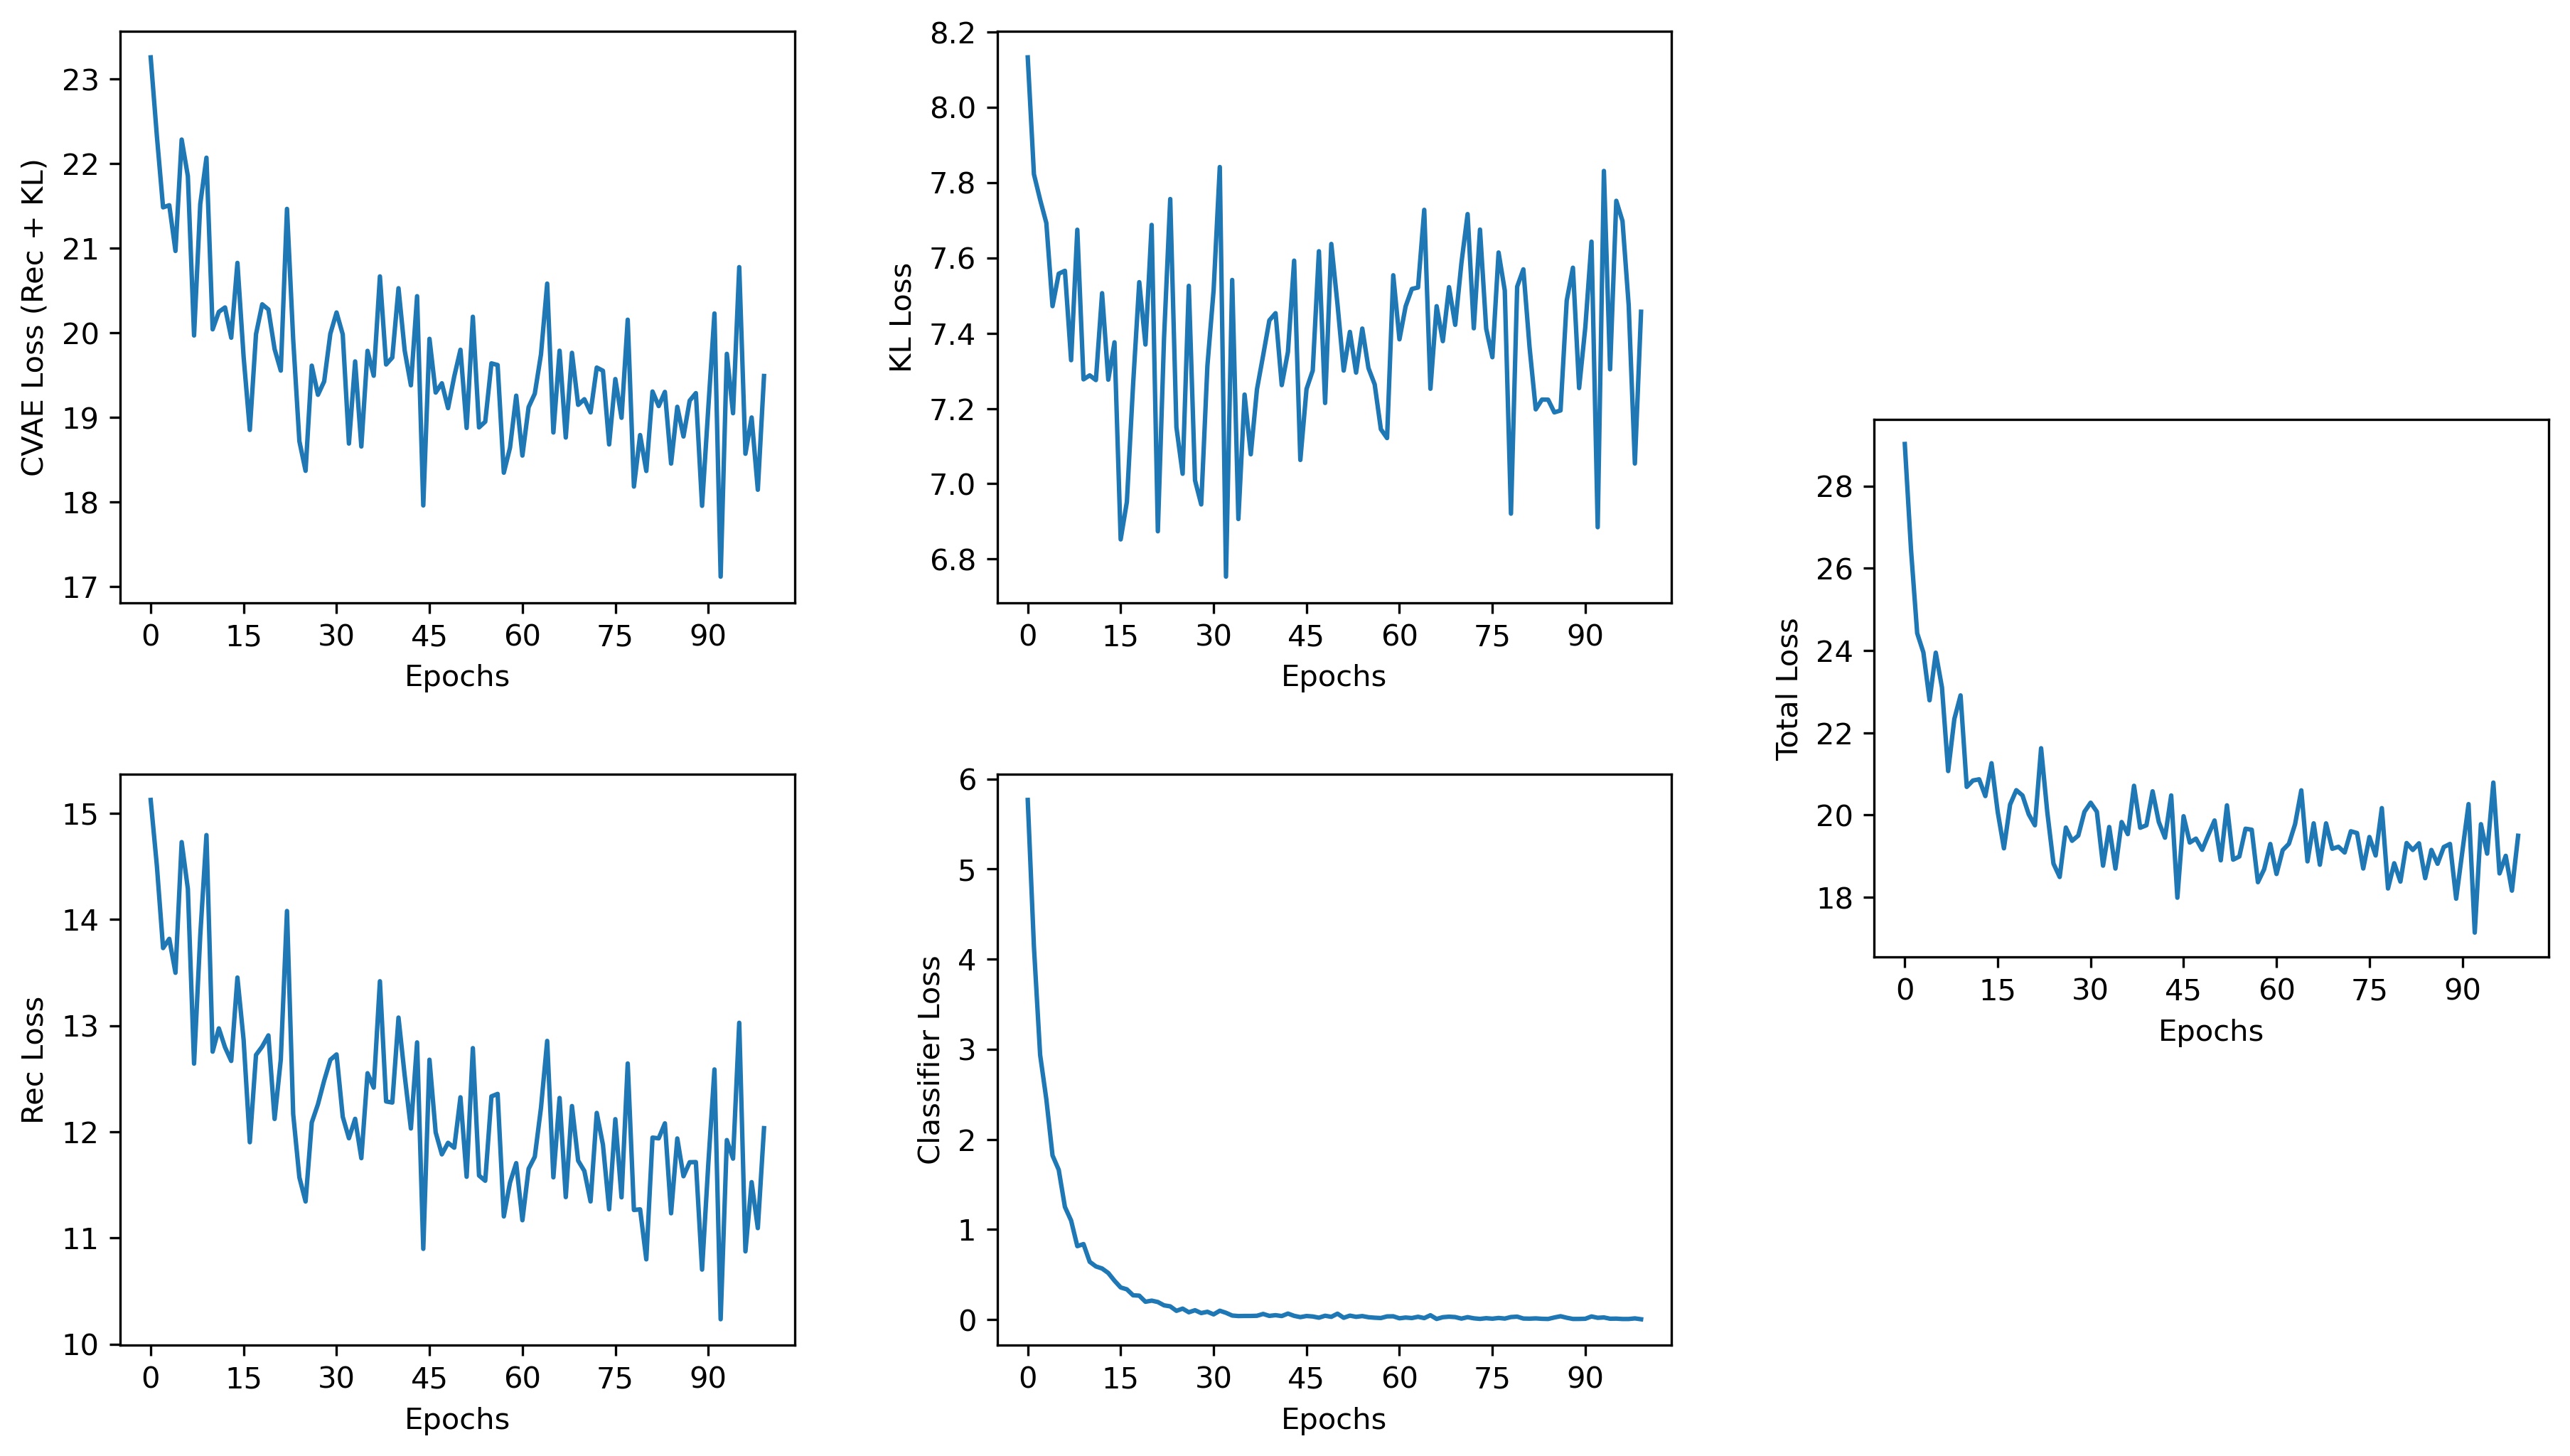 CVAE Loss (Rec + KL)
23
22
21
20
19
18
17
0 15 30 45 60 75 90
Epochs
KL Loss
8.2
8.0
7.8
7.6
7.4
7.2
7.0
6.8
0 15 30 45 60 75 90
Epochs
Rec Loss
15
14
13
12
11
10
0 15 30 45 60 75 90
Epochs
Classifier Loss
6
5
4
3
2
1
0
0 15 30 45 60 75 90
Epochs
Total Loss
28
26
24
22
20
18
0 15 30 45 60 75 90
Epochs